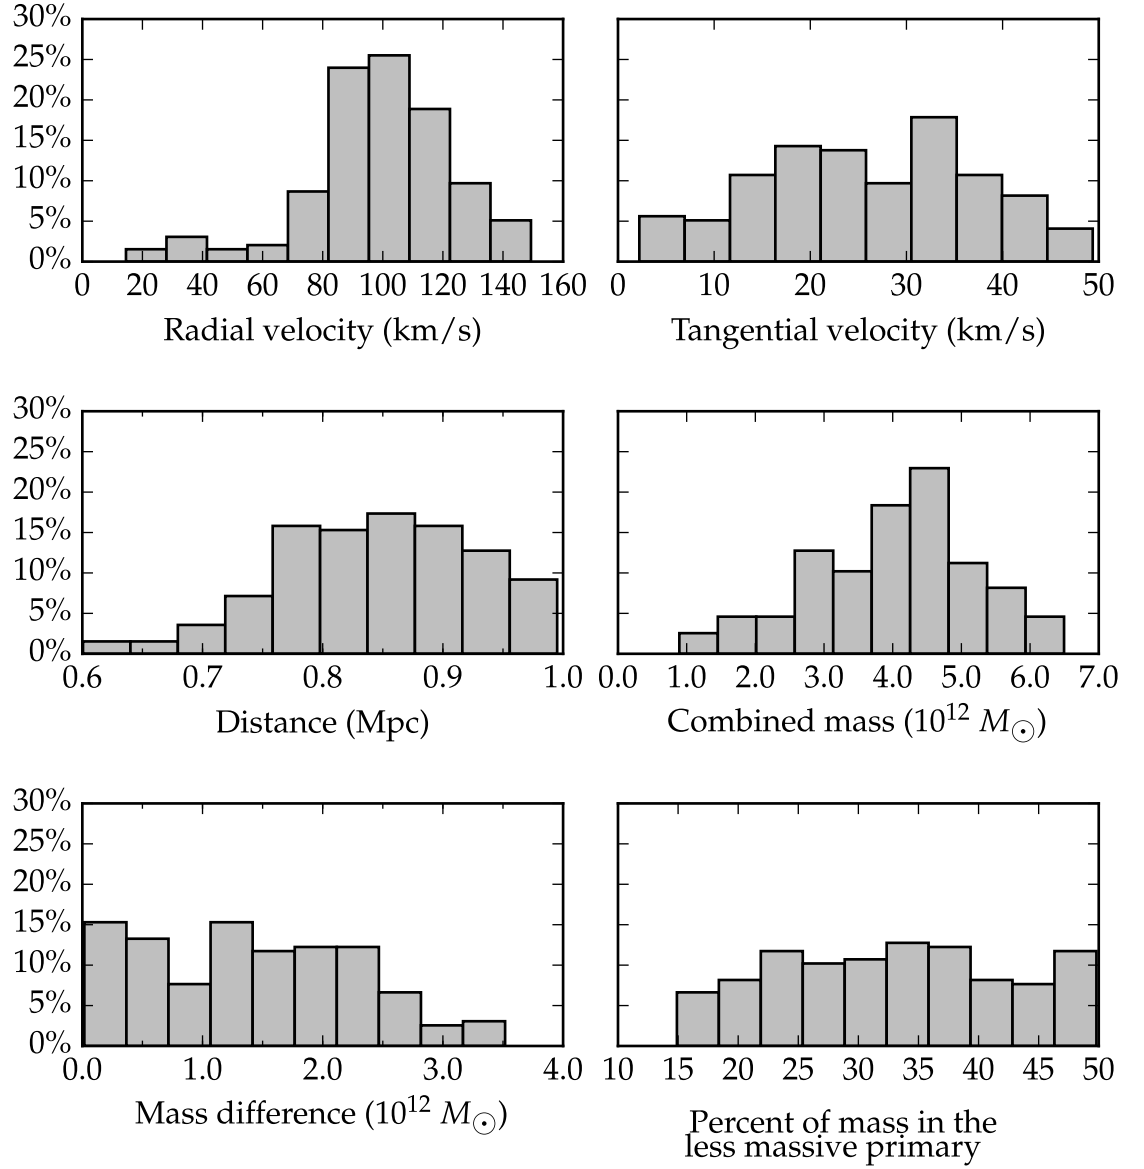 30%
25%
20%
15%
10%
5%
0%
0 20 40 60 80 100 120 140 160
Radial velocity (km/s)
0 10 20 30 40 50
Tangential velocity (km/s)
30%
25%
20%
15%
10%
5%
0%
0.6 0.7 0.8 0.9 1.0
Distance (Mpc)
0.0 1.0 2.0 3.0 4.0 5.0 6.0 7.0
Combined mass (10¹² M☉)
30%
25%
20%
15%
10%
5%
0%
0.0 1.0 2.0 3.0 4.0
Mass difference (10¹² M☉)
10 15 20 25 30 35 40 45 50
Percent of mass in the
less massive primary